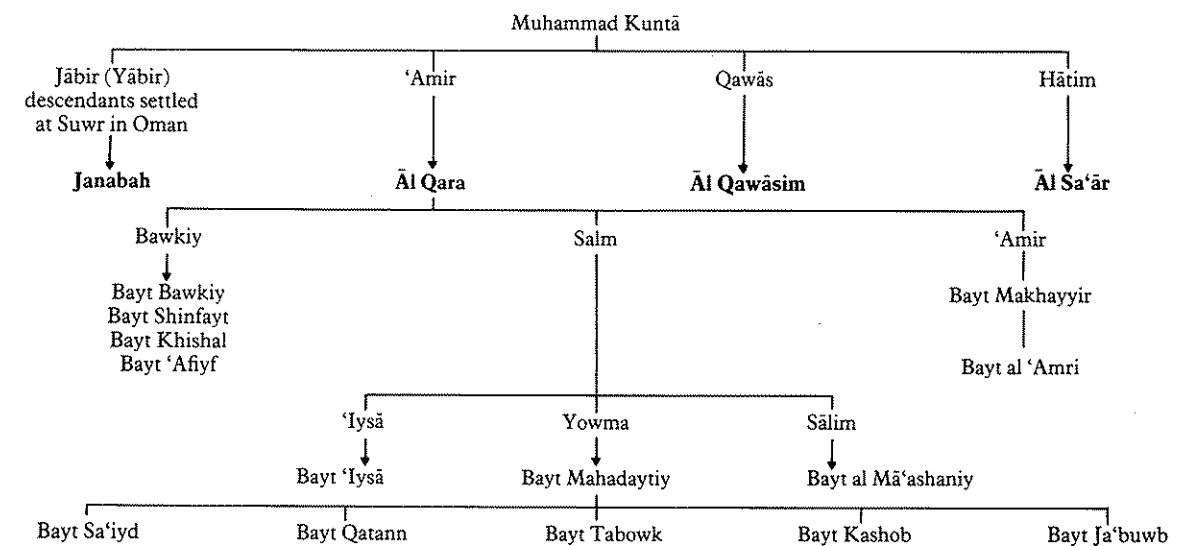 Muhammad Kuntā
Jābir (Yābir)
descendants settled
at Suwr in Oman
‘Amir
Qawās
Hātim
Janabah
Āl Qara
Āl Qawāsim
Āl Sa‘ār
Bawkiy
Salm
‘Amir
Bayt Bawkiy
Bayt Shinfayt
Bayt Khishal
Bayt ‘Afiyf
Bayt Makhayyir
Bayt al ‘Amri
‘Iysā
Yowma
Sālim
Bayt ‘Iysā
Bayt Mahadaytiy
Bayt al Mā‘ashaniy
Bayt Sa‘iyd
Bayt Qatann
Bayt Tabowk
Bayt Kashob
Bayt Ja‘buwb